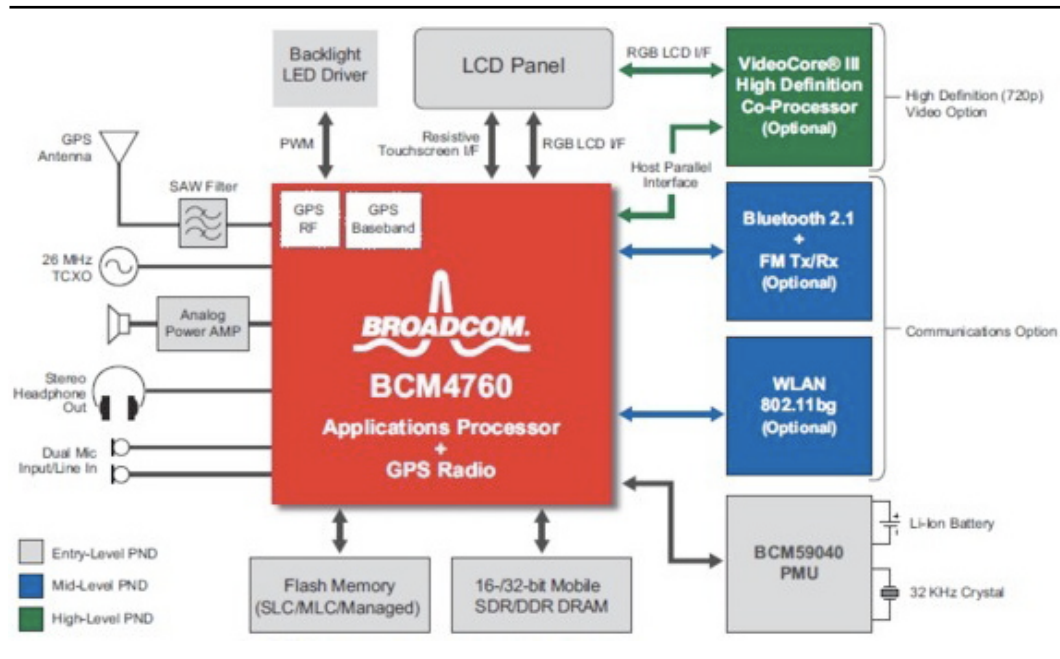 Backlight
LED Driver
LCD Panel
RGB LCD I/F
VideoCore® III
High Definition
Co-Processor
(Optional)
High Definition (720p)
Video Option
GPS
Antenna
PWM
Resistive
Touchscreen I/F
RGB LCD I/F
Host Parallel
Interface
SAW Filter
GPS
RF
GPS
Baseband
Bluetooth 2.1
+
FM Tx/Rx
(Optional)
26 MHz
TCXO
Analog
Power AMP
BROADCOM.
BCM4760
Applications Processor
+
GPS Radio
Communications Option
Stereo
Headphone
Out
WLAN
802.11bg
(Optional)
Dual Mic
Input/Line In
BCM59040
PMU
Li-Ion Battery
32 KHz Crystal
Entry-Level PND
Mid-Level PND
High-Level PND
Flash Memory
(SLC/MLC/Managed)
16-/32-bit Mobile
SDR/DDR DRAM